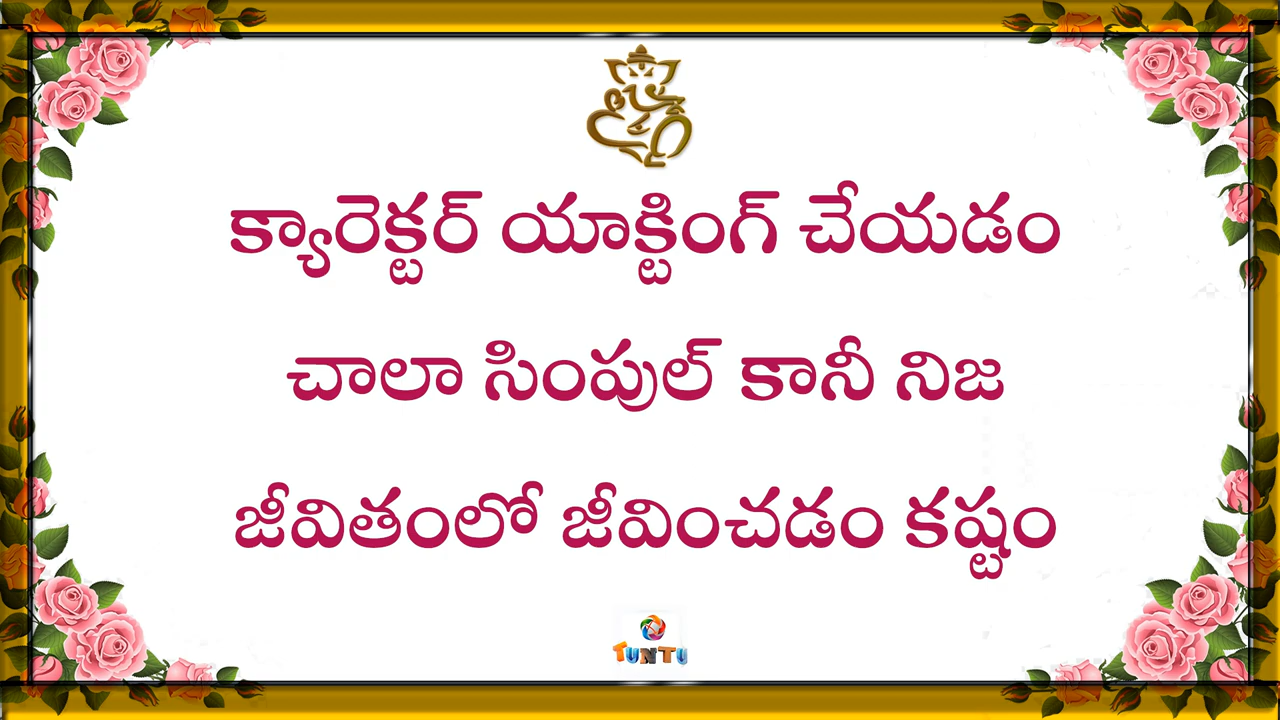 క్యారెక్టర్ యాక్టింగ్ చేయడం
చాలా సింపుల్ కానీ నిజ
జీవితంలో జీవించడం కష్టం
TUNTU